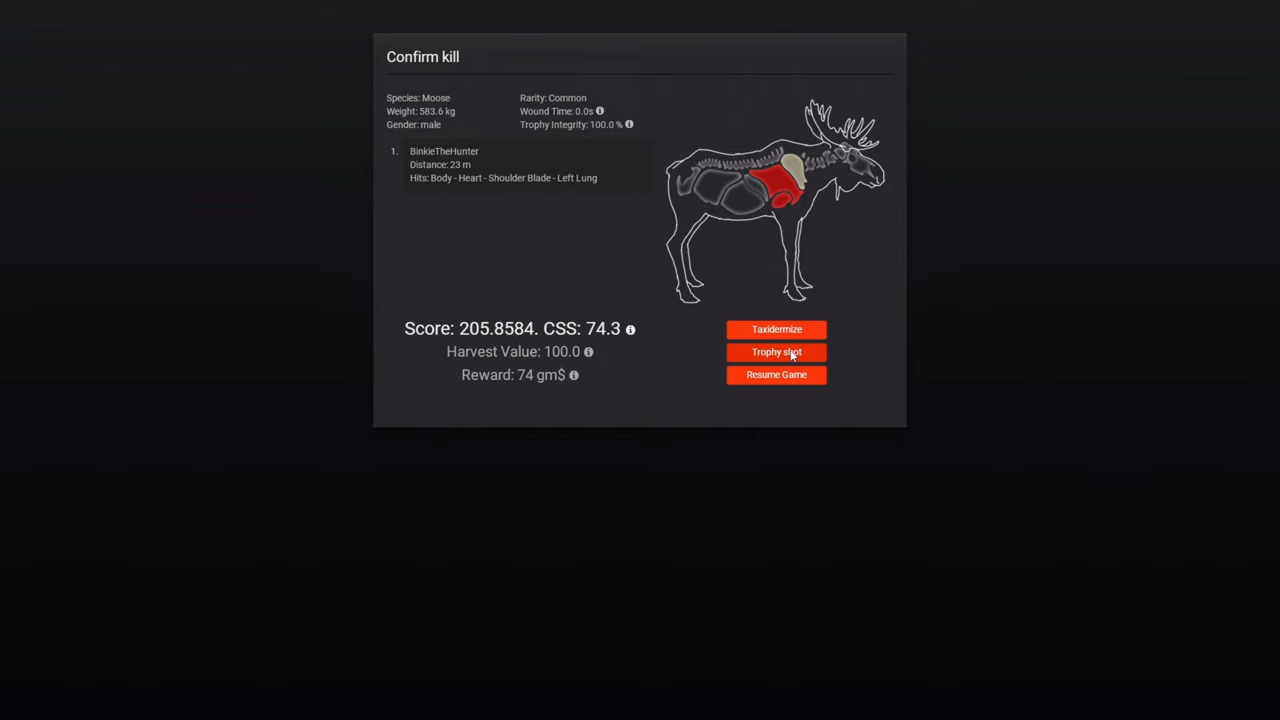 Confirm kill
Species: Moose
Rarity: Common
Weight: 583.6 kg
Wound Time: 0.0s
Gender: male
Trophy Integrity: 100.0 %
1. BinkieTheHunter
Distance: 23 m
Hits: Body - Heart - Shoulder Blade - Left Lung
Score: 205.8584. CSS: 74.3
Harvest Value: 100.0
Reward: 74 gm$
Taxidermize
Trophy shot
Resume Game